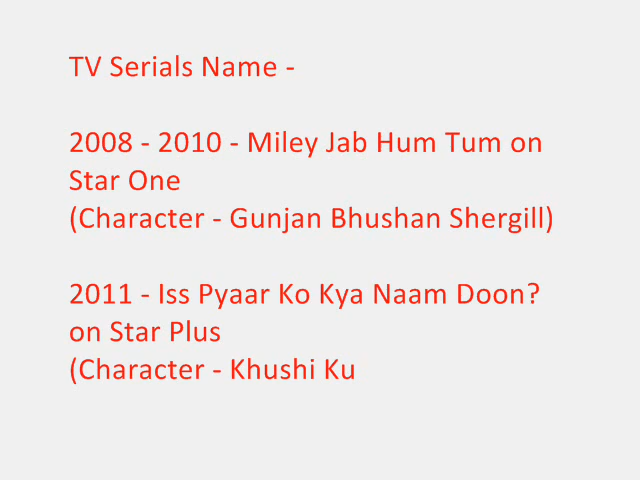 TV Serials Name -
2008 - 2010 - Miley Jab Hum Tum on
Star One
(Character - Gunjan Bhushan Shergill)
2011 - Iss Pyaar Ko Kya Naam Doon?
on Star Plus
(Character - Khushi Ku